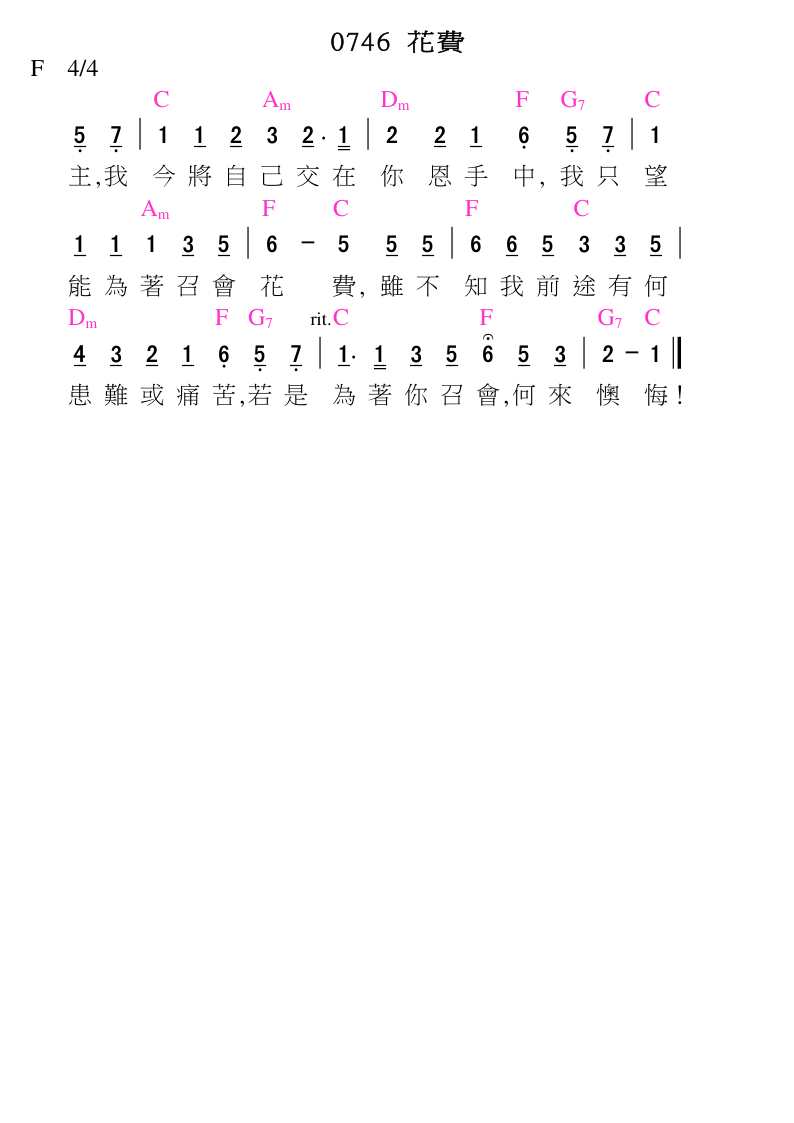 0746 花費
F 4/4
C Am Dm F G7 C
5 7 | 1 1 2 3 2 · 1 | 2 2 1 6 5 7 | 1
主,我 今將自己交在 你 恩手 中,我只 望
Am F C F C
1 1 1 3 5 | 6 – 5 5 5 | 6 6 5 3 3 5 |
能為著召會 花 費,雖不 知我前途有何
Dm F G7 rit. C F G7 C
4 3 2 1 6 5 7 | 1· 1 3 5 6 5 3 | 2 – 1 ‖
患難或痛苦,若是 為著你召會,何來 懊 悔!